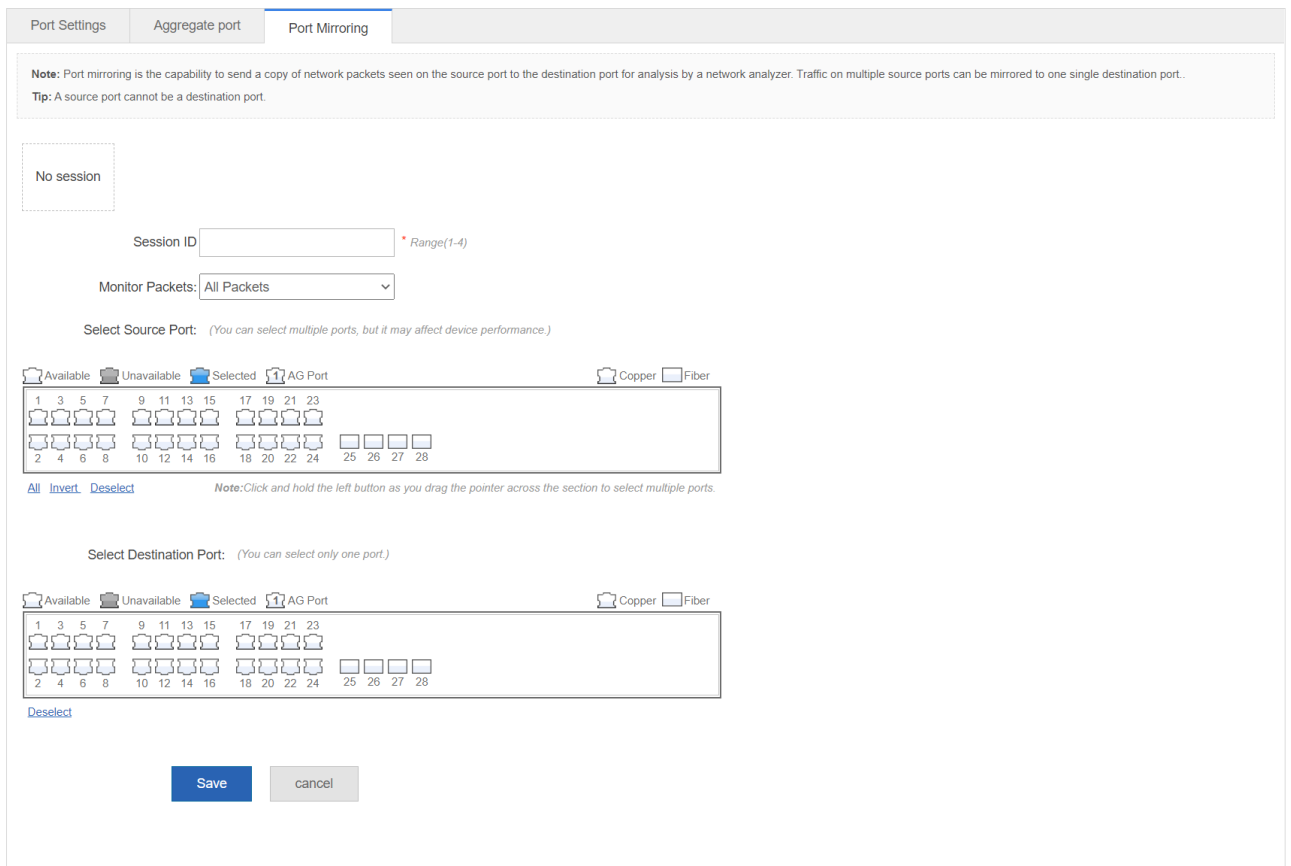 Port Settings Aggregate port Port Mirroring
Note: Port mirroring is the capability to send a copy of network packets seen on the source port to the destination port for analysis by a network analyzer. Traffic on multiple source ports can be mirrored to one single destination port..
Tip: A source port cannot be a destination port.
No session
Session ID * Range(1-4)
Monitor Packets: All Packets
Select Source Port: (You can select multiple ports, but it may affect device performance.)
Available Unavailable Selected 1 AG Port Copper Fiber
1 3 5 7 9 11 13 15 17 19 21 23
2 4 6 8 10 12 14 16 18 20 22 24 25 26 27 28
All Invert Deselect Note:Click and hold the left button as you drag the pointer across the section to select multiple ports.
Select Destination Port: (You can select only one port.)
Available Unavailable Selected 1 AG Port Copper Fiber
1 3 5 7 9 11 13 15 17 19 21 23
2 4 6 8 10 12 14 16 18 20 22 24 25 26 27 28
Deselect
Save cancel